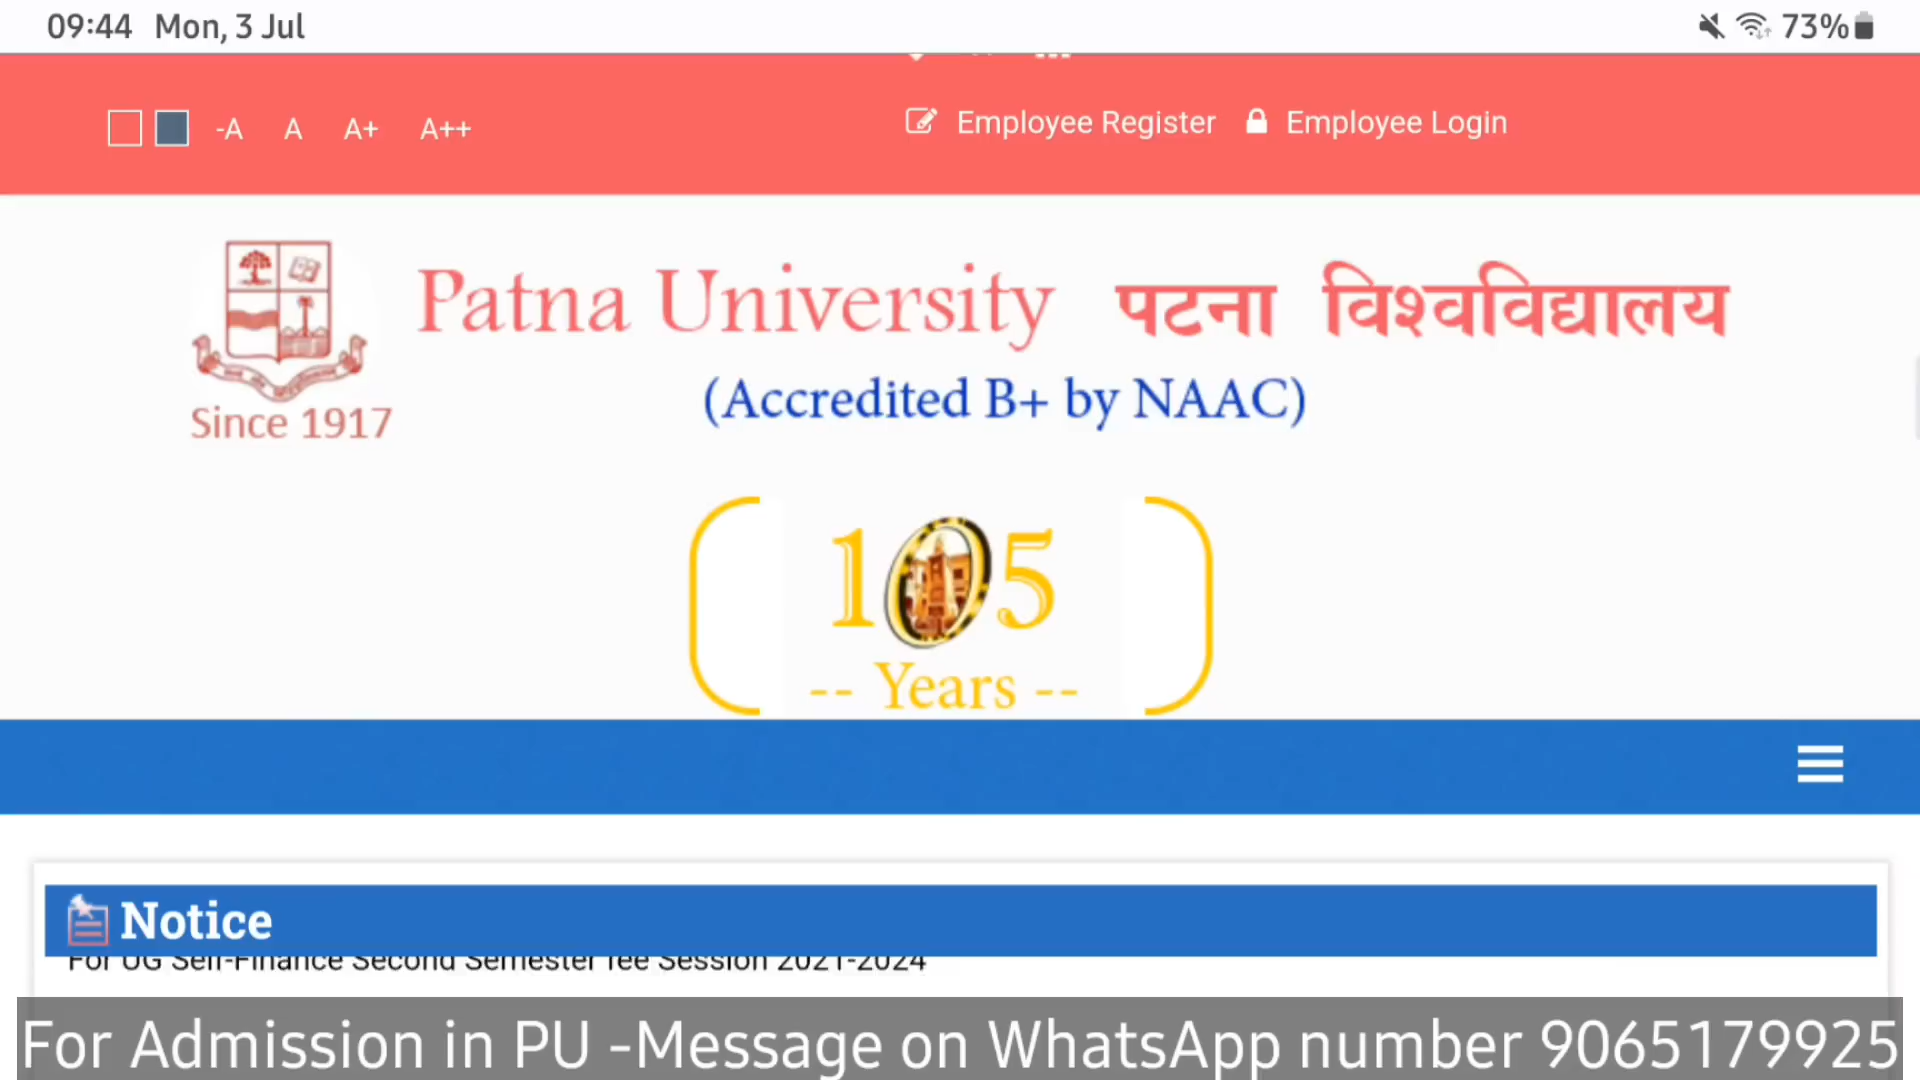 09:44 Mon, 3 Jul 73%
-A A A+ A++ Employee Register Employee Login
Patna University पटना विश्वविद्यालय
(Accredited B+ by NAAC)
Since 1917
105
-- Years --
Notice
For UG Self-Finance Second Semester fee Session 2021-2024
For Admission in PU -Message on WhatsApp number 9065179925